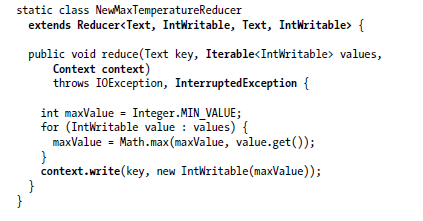 static class NewMaxTemperatureReducer
  extends Reducer<Text, IntWritable, Text, IntWritable> {

  public void reduce(Text key, Iterable<IntWritable> values,
      Context context)
      throws IOException, InterruptedException {

    int maxValue = Integer.MIN_VALUE;
    for (IntWritable value : values) {
      maxValue = Math.max(maxValue, value.get());
    }
    context.write(key, new IntWritable(maxValue));
  }
}